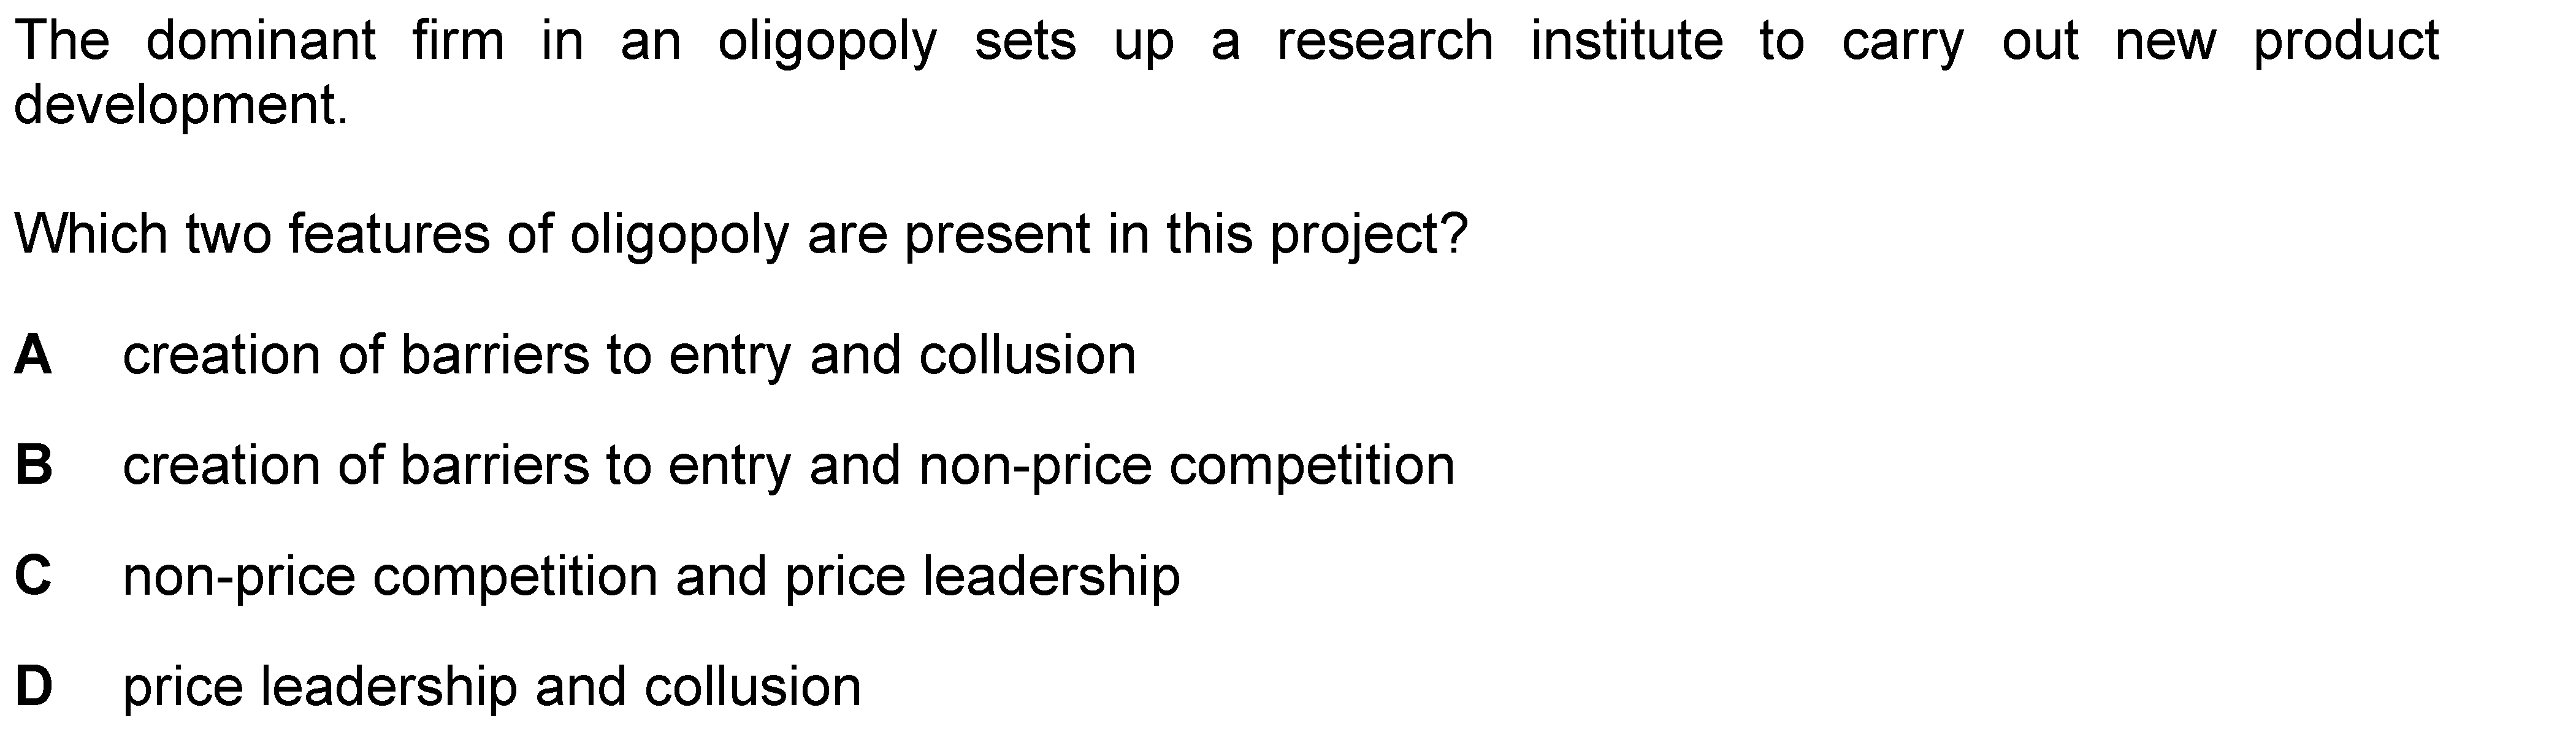 The dominant firm in an oligopoly sets up a research institute to carry out new product
development.
Which two features of oligopoly are present in this project?
A creation of barriers to entry and collusion
B creation of barriers to entry and non-price competition
C non-price competition and price leadership
D price leadership and collusion